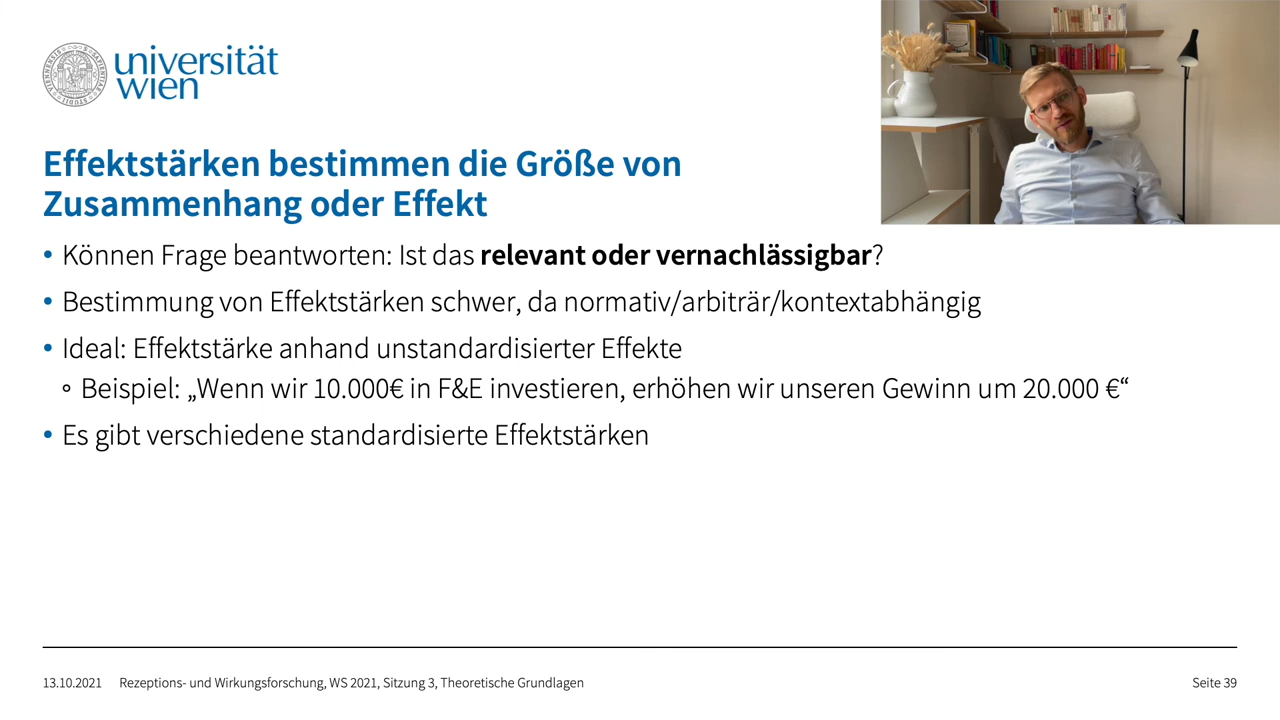 universität
wien
Effektstärken bestimmen die Größe von
Zusammenhang oder Effekt
• Können Frage beantworten: Ist das relevant oder vernachlässigbar?
• Bestimmung von Effektstärken schwer, da normativ/arbiträr/kontextabhängig
• Ideal: Effektstärke anhand unstandardisierter Effekte
◦ Beispiel: „Wenn wir 10.000€ in F&E investieren, erhöhen wir unseren Gewinn um 20.000 €“
• Es gibt verschiedene standardisierte Effektstärken
13.10.2021 Rezeptions- und Wirkungsforschung, WS 2021, Sitzung 3, Theoretische Grundlagen Seite 39